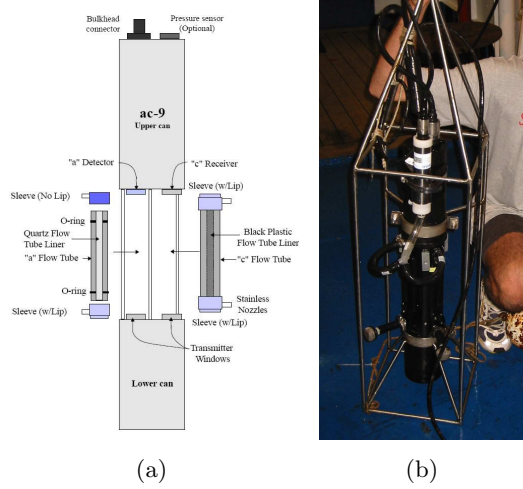 Bulkhead
connector
Pressure sensor
(Optional)
ac-9
Upper can
"a" Detector
"c" Receiver
Sleeve (No Lip)
Sleeve (w/Lip)
O-ring
Quartz Flow
Tube Liner
"a" Flow Tube
Black Plastic
Flow Tube Liner
"c" Flow Tube
O-ring
Sleeve (w/Lip)
Stainless
Nozzles
Sleeve (w/Lip)
Transmitter
Windows
Lower can
(a)
(b)